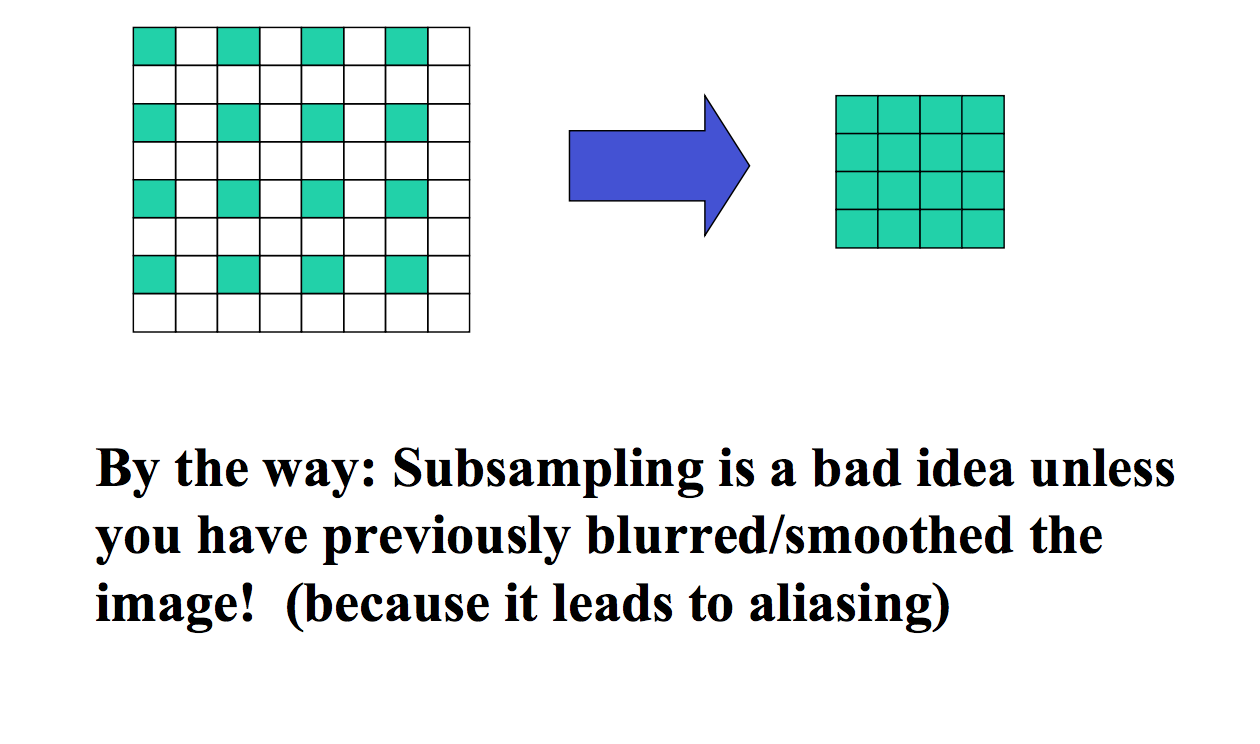 By the way: Subsampling is a bad idea unless
you have previously blurred/smoothed the
image!  (because it leads to aliasing)